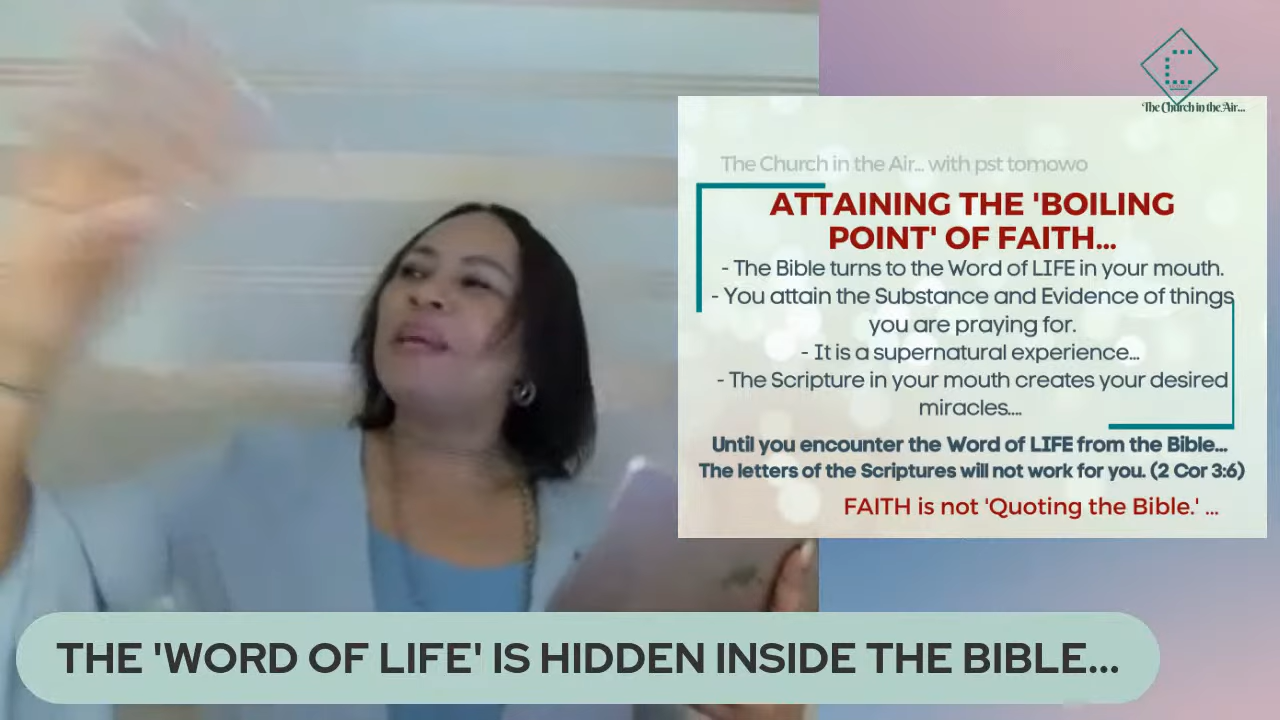 The Church in the Air...
The Church in the Air... with pst tomowo
ATTAINING THE 'BOILING
POINT' OF FAITH...
- The Bible turns to the Word of LIFE in your mouth.
- You attain the Substance and Evidence of things
you are praying for.
- It is a supernatural experience...
- The Scripture in your mouth creates your desired
miracles....
Until you encounter the Word of LIFE from the Bible...
The letters of the Scriptures will not work for you. (2 Cor 3:6)
FAITH is not 'Quoting the Bible.' ...
THE 'WORD OF LIFE' IS HIDDEN INSIDE THE BIBLE...